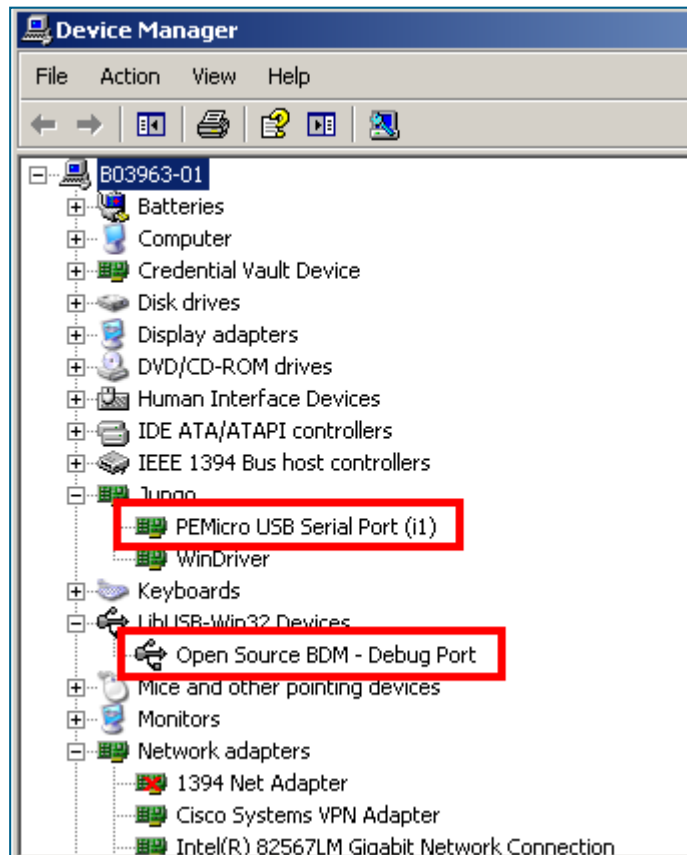 Device Manager
File Action View Help
B03963-01
Batteries
Computer
Credential Vault Device
Disk drives
Display adapters
DVD/CD-ROM drives
Human Interface Devices
IDE ATA/ATAPI controllers
IEEE 1394 Bus host controllers
Jungo
PEMicro USB Serial Port (i1)
WinDriver
Keyboards
LibUSB-Win32 Devices
Open Source BDM - Debug Port
Mice and other pointing devices
Monitors
Network adapters
1394 Net Adapter
Cisco Systems VPN Adapter
Intel(R) 82567LM Gigabit Network Connection